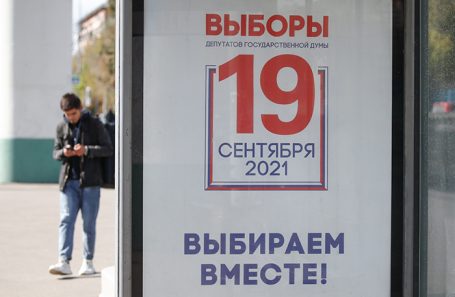 ВЫБОРЫ
ДЕПУТАТОВ ГОСУДАРСТВЕННОЙ ДУМЫ
19
СЕНТЯБРЯ
2021
ВЫБИРАЕМ
ВМЕСТЕ!